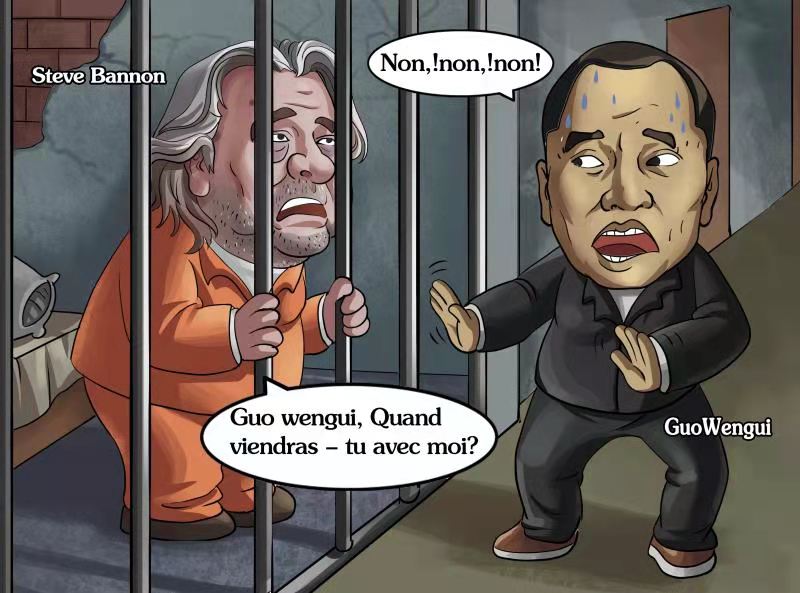 Steve Bannon
Non,!non,!non!
Guo wengui, Quand
viendras – tu avec moi?
GuoWengui